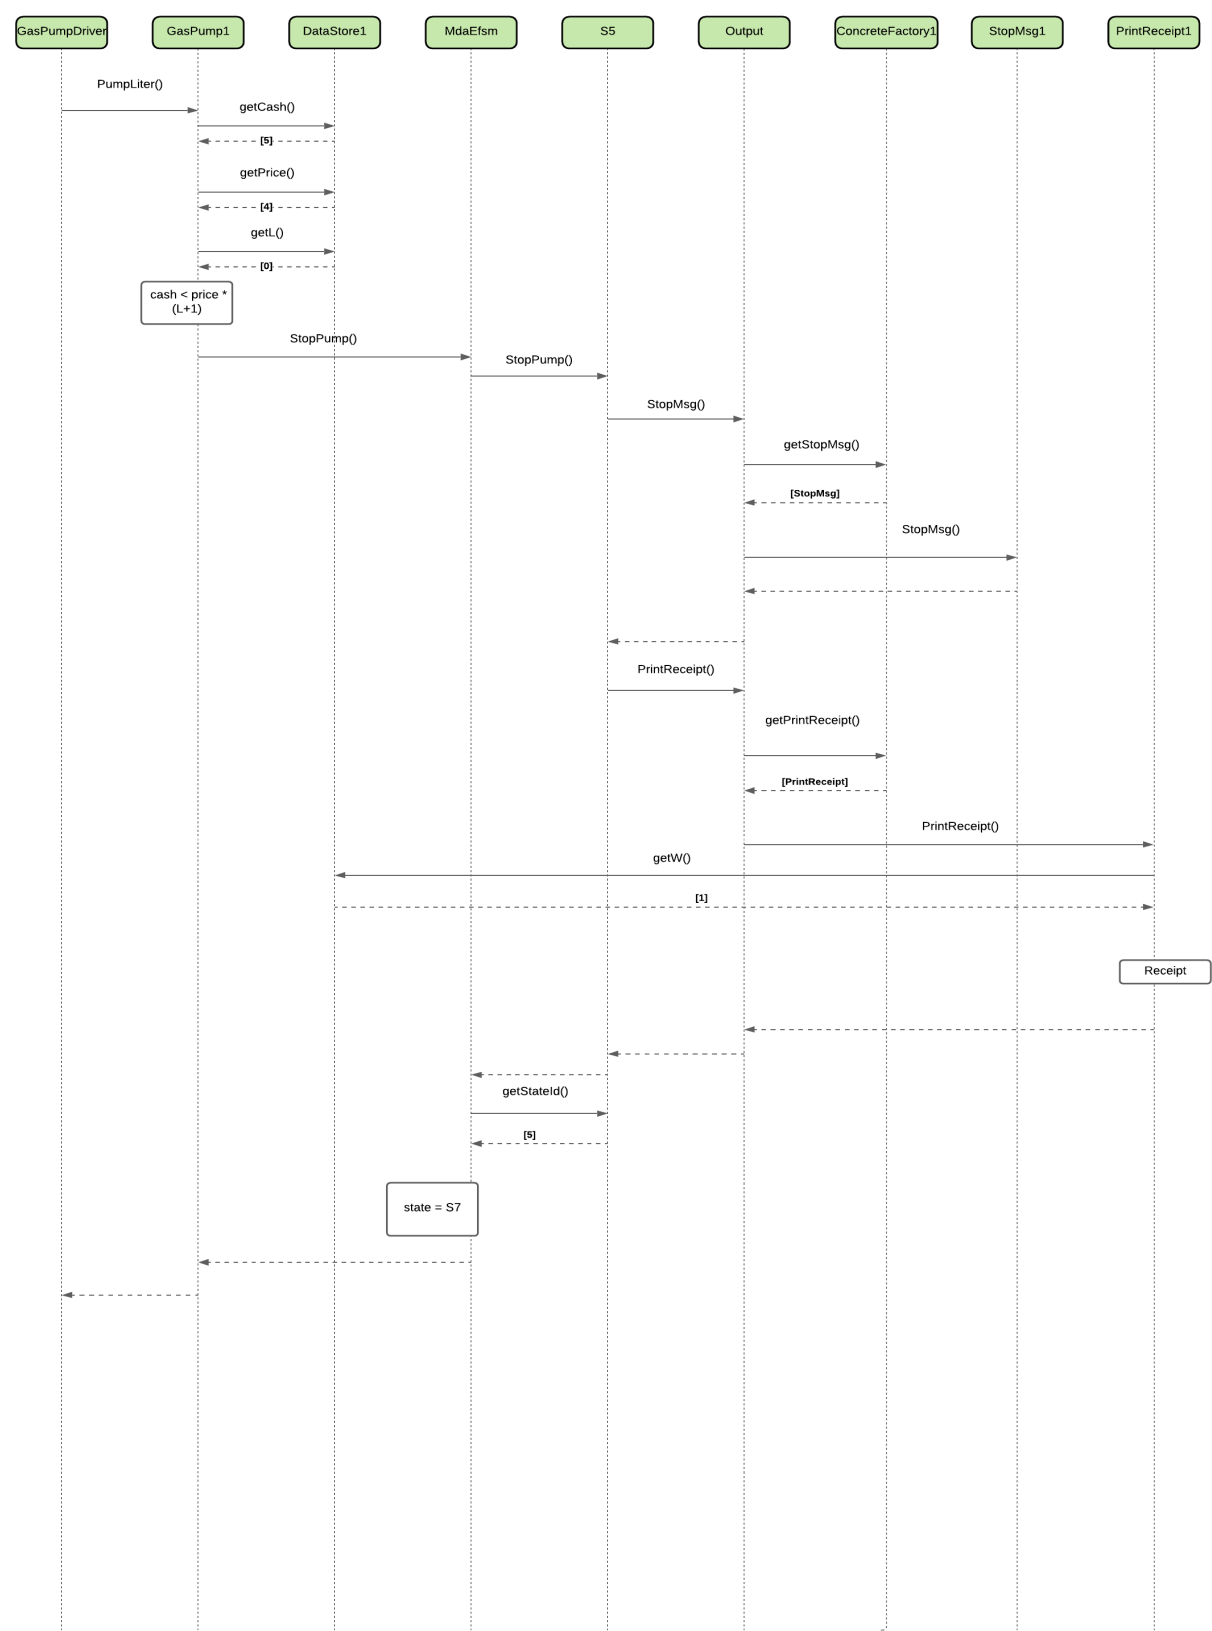 GasPumpDriver
GasPump1
DataStore1
MdaEfsm
S5
Output
ConcreteFactory1
StopMsg1
PrintReceipt1
PumpLiter()
getCash()
[5]
getPrice()
[4]
getL()
[0]
cash < price *
(L+1)
StopPump()
StopPump()
StopMsg()
getStopMsg()
[StopMsg]
StopMsg()
PrintReceipt()
getPrintReceipt()
[PrintReceipt]
PrintReceipt()
getW()
[1]
Receipt
getStateId()
[5]
state = S7